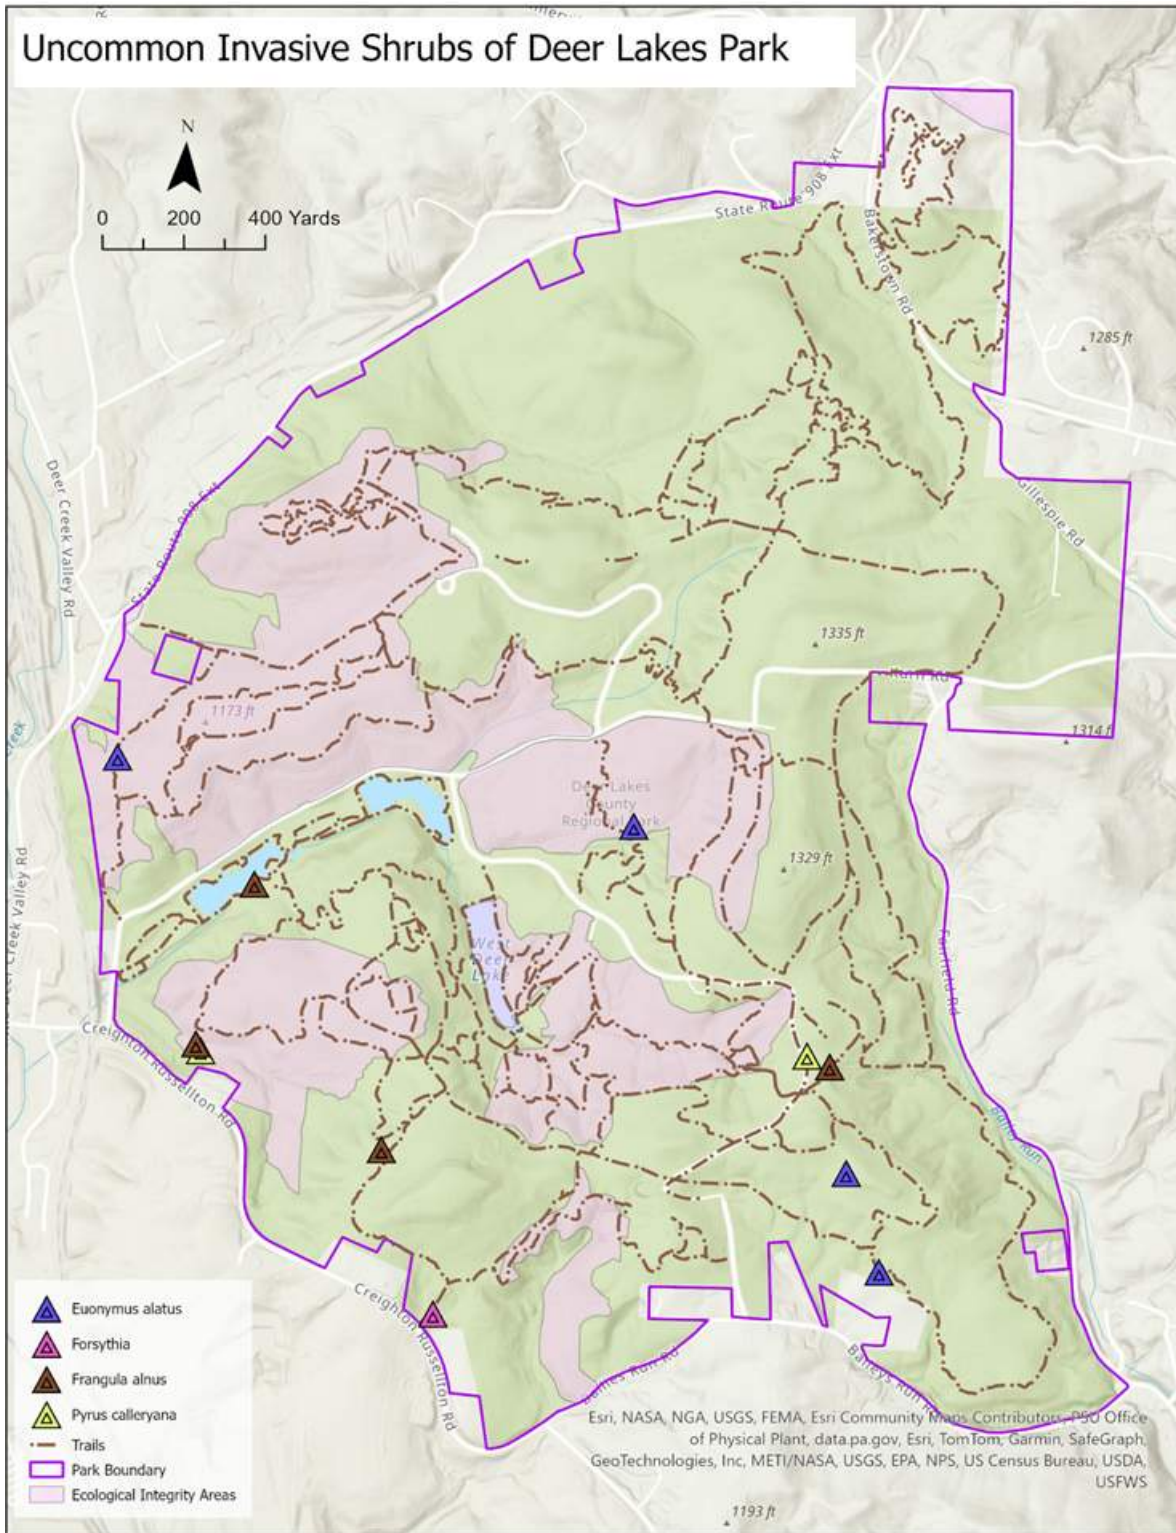 Uncommon Invasive Shrubs of Deer Lakes Park
N
0 200 400 Yards
State Route 908 Ext
Bakerstown Rd
1285 ft
Deer Creek Valley Rd
State Route 908 Ext
Gillespie Rd
1335 ft
Kurn Rd
1173 ft
1314 ft
Creek
Deer Lakes
County
Regional Park
1329 ft
Deer Creek Valley Rd
West
Deer
Lake
Fairfield Rd
Creighton Russellton Rd
Bailey Run
Creighton Russellton Rd
Baileys Run Rd
Euonymus alatus
Forsythia
Frangula alnus
Pyrus calleryana
Trails
Park Boundary
Ecological Integrity Areas
Esri, NASA, NGA, USGS, FEMA, Esri Community Maps Contributors, PSU Office
of Physical Plant, data.pa.gov, Esri, TomTom, Garmin, SafeGraph,
GeoTechnologies, Inc, METI/NASA, USGS, EPA, NPS, US Census Bureau, USDA,
USFWS
1193 ft